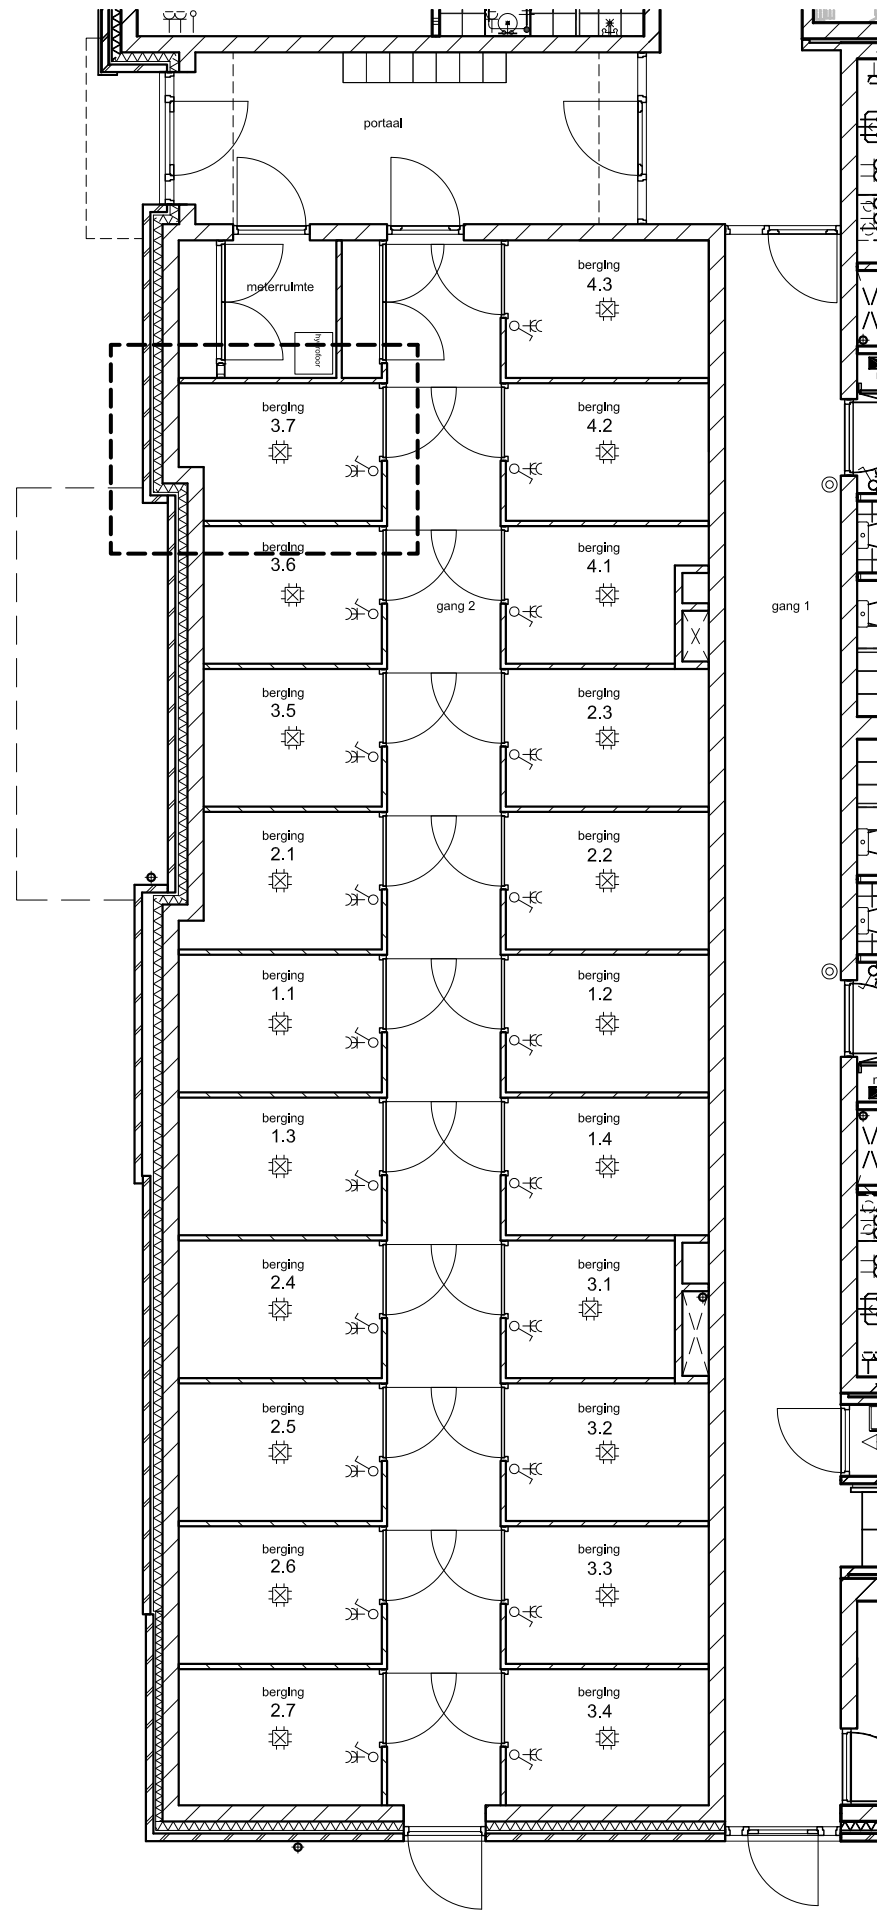 portaal
berging
4.3
meterruimte
hydrofoor
berging
3.7
berging
4.2
berging
3.6
berging
4.1
gang 2
gang 1
berging
3.5
berging
2.3
berging
2.1
berging
2.2
berging
1.1
berging
1.2
berging
1.3
berging
1.4
berging
2.4
berging
3.1
berging
2.5
berging
3.2
berging
2.6
berging
3.3
berging
2.7
berging
3.4